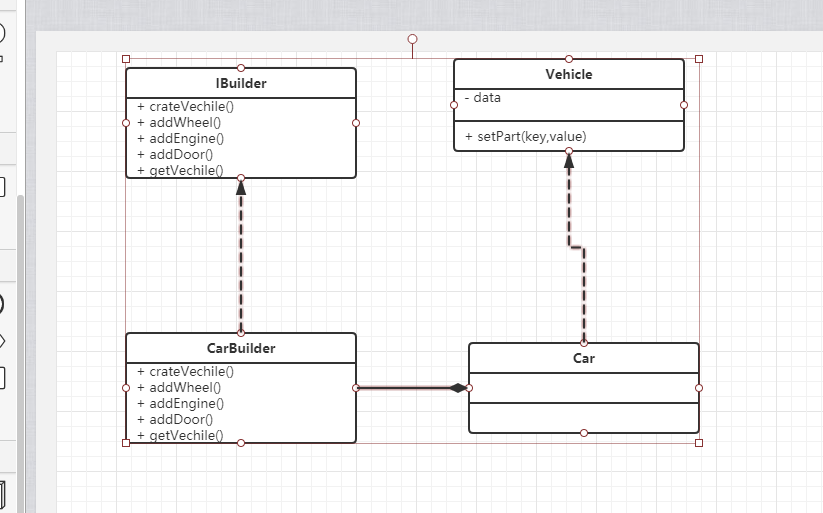 IBuilder
+ crateVechile()
+ addWheel()
+ addEngine()
+ addDoor()
+ getVechile()
Vehicle
- data
+ setPart(key,value)
CarBuilder
+ crateVechile()
+ addWheel()
+ addEngine()
+ addDoor()
+ getVechile()
Car